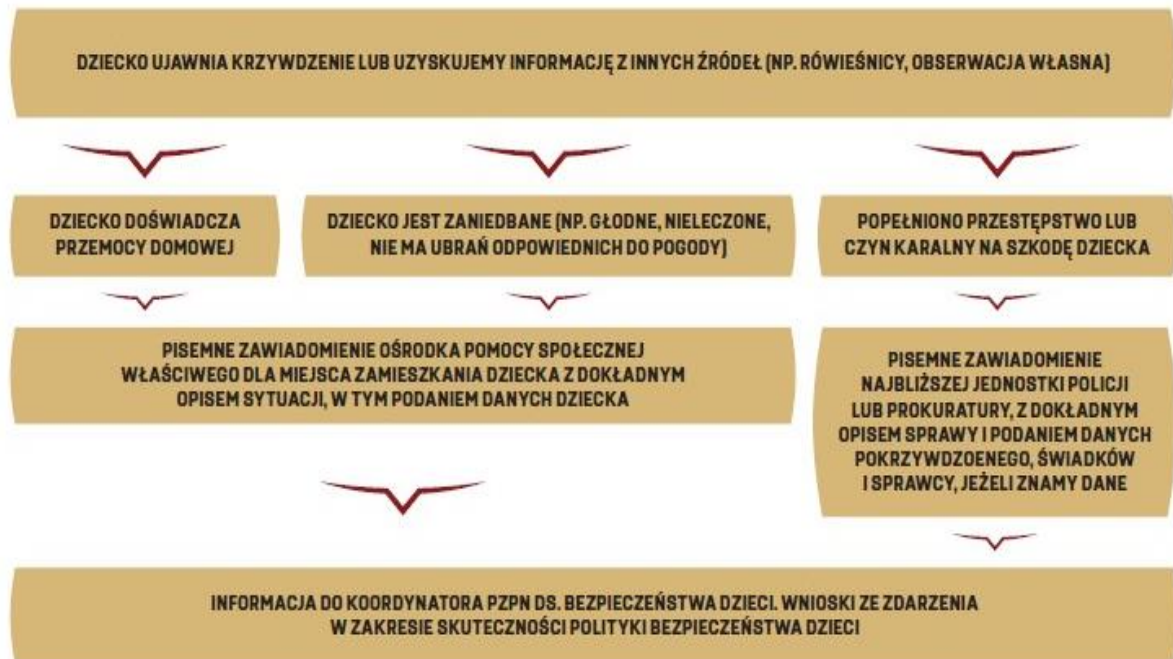 DZIECKO UJAWNIA KRZYWDZENIE LUB UZYSKUJEMY INFORMACJĘ Z INNYCH ŹRÓDEŁ (NP. RÓWIEŚNICY, OBSERWACJA WŁASNA)
DZIECKO DOŚWIADCZA
PRZEMOCY DOMOWEJ
DZIECKO JEST ZANIEDBANE (NP. GŁODNE, NIELECZONE,
NIE MA UBRAŃ ODPOWIEDNICH DO POGODY)
POPEŁNIONO PRZESTĘPSTWO LUB
CZYN KARALNY NA SZKODĘ DZIECKA
PISEMNE ZAWIADOMIENIE OŚRODKA POMOCY SPOŁECZNEJ
WŁAŚCIWEGO DLA MIEJSCA ZAMIESZKANIA DZIECKA Z DOKŁADNYM
OPISEM SYTUACJI, W TYM PODANIEM DANYCH DZIECKA
PISEMNE ZAWIADOMIENIE
NAJBLIŻSZEJ JEDNOSTKI POLICJI
LUB PROKURATURY, Z DOKŁADNYM
OPISEM SPRAWY I PODANIEM DANYCH
POKRZYWDZOENEGO, ŚWIADKÓW
I SPRAWCY, JEŻELI ZNAMY DANE
INFORMACJA DO KOORDYNATORA PZPN DS. BEZPIECZEŃSTWA DZIECI. WNIOSKI ZE ZDARZENIA
W ZAKRESIE SKUTECZNOŚCI POLITYKI BEZPIECZEŃSTWA DZIECI